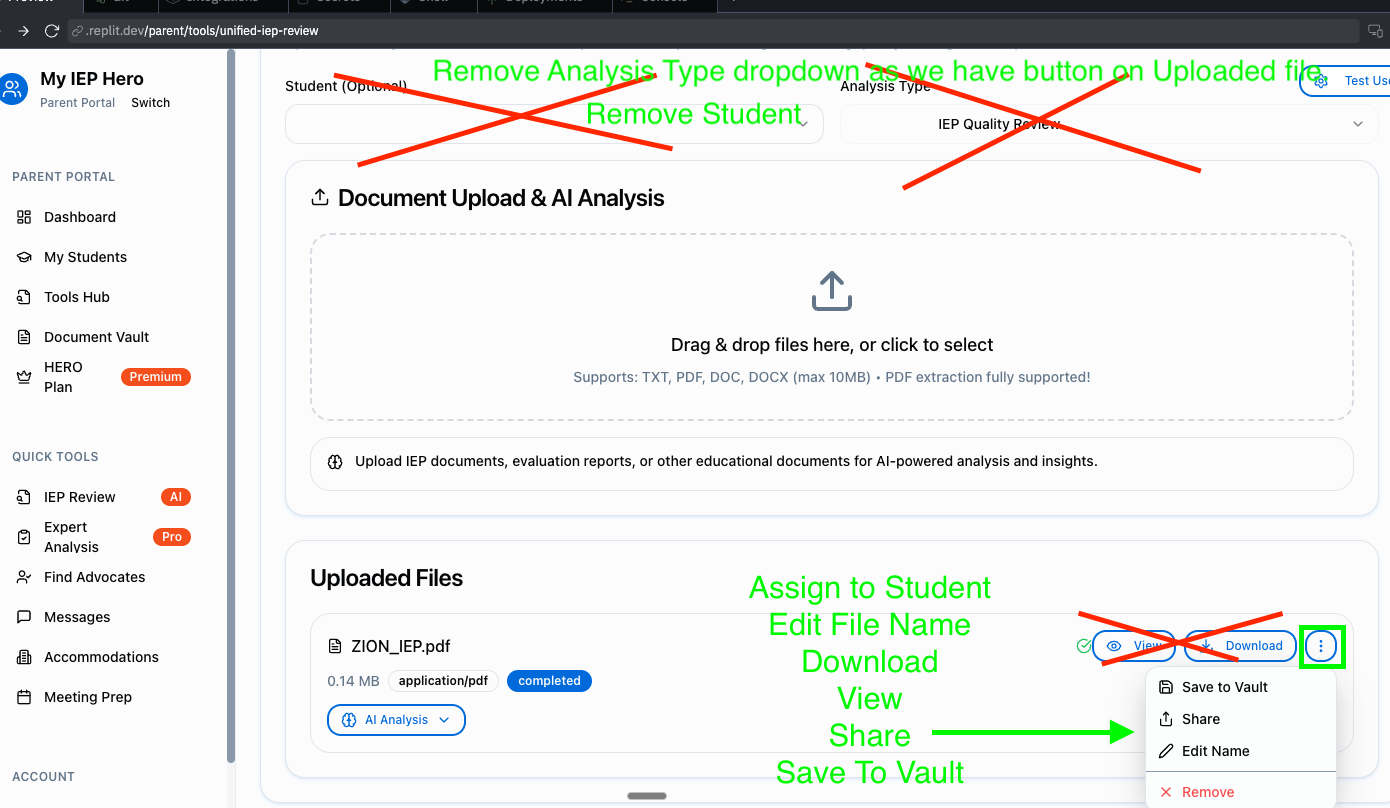 .replit.dev/parent/tools/unified-iep-review
My IEP Hero
Parent Portal Switch
PARENT PORTAL
Dashboard
My Students
Tools Hub
Document Vault
HERO Plan Premium
QUICK TOOLS
IEP Review AI
Expert Analysis Pro
Find Advocates
Messages
Accommodations
Meeting Prep
ACCOUNT
Remove Analysis Type dropdown as we have button on Uploaded file
Student (Optional)
Analysis Type
Test Use
Remove Student
IEP Quality Review
Document Upload & AI Analysis
Drag & drop files here, or click to select
Supports: TXT, PDF, DOC, DOCX (max 10MB) • PDF extraction fully supported!
Upload IEP documents, evaluation reports, or other educational documents for AI-powered analysis and insights.
Uploaded Files
ZION_IEP.pdf
View
Download
0.14 MB application/pdf completed
AI Analysis
Assign to Student
Edit File Name
Download
View
Share
Save To Vault
Save to Vault
Share
Edit Name
Remove